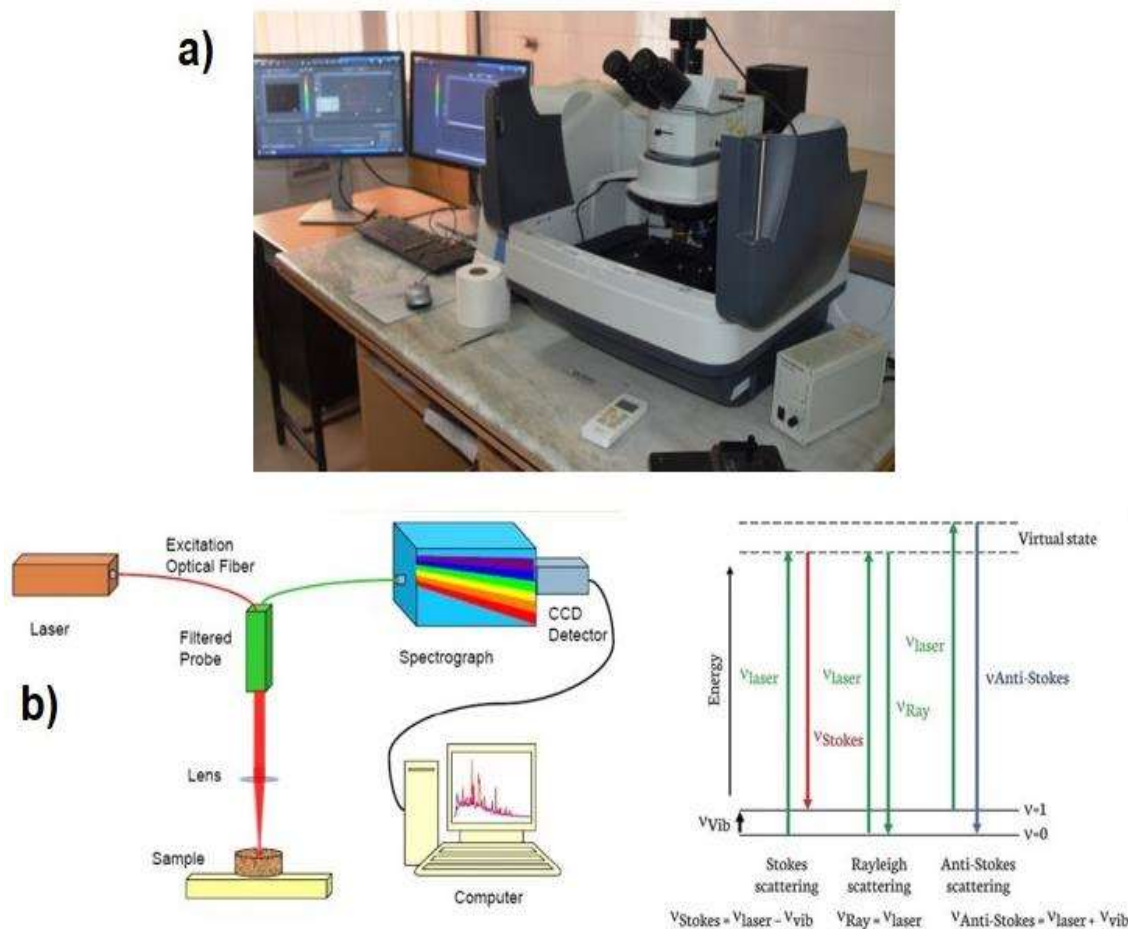 a)
b)
Laser
Excitation
Optical Fiber
Filtered
Probe
Lens
Sample
Spectrograph
CCD
Detector
Computer
Energy
Virtual state
νlaser
νStokes
νlaser
νRay
νlaser
νAnti-Stokes
νVib
ν=1
ν=0
Stokes
scattering
Rayleigh
scattering
Anti-Stokes
scattering
νStokes = νlaser – νvib
νRay = νlaser
νAnti-Stokes = νlaser + νvib